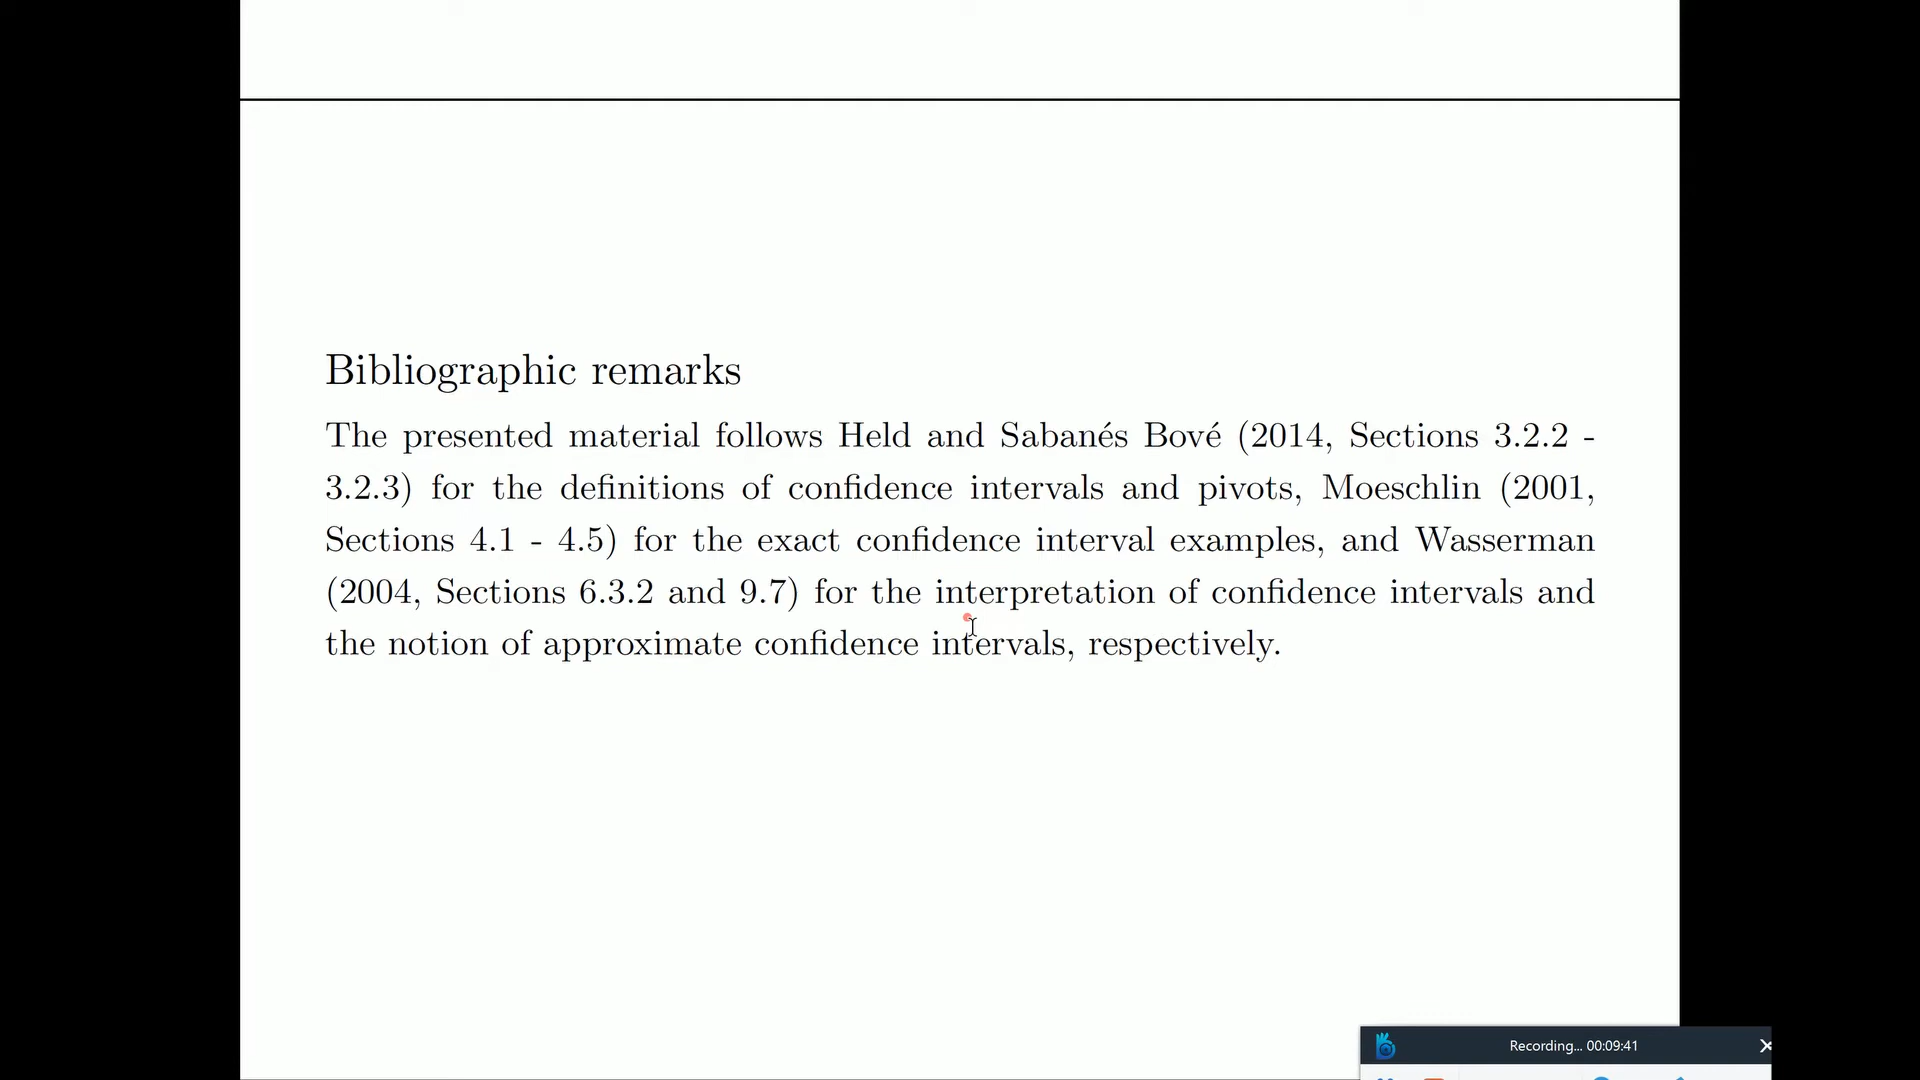 Bibliographic remarks
The presented material follows Held and Sabanés Bové (2014, Sections 3.2.2 -
3.2.3) for the definitions of confidence intervals and pivots, Moeschlin (2001,
Sections 4.1 - 4.5) for the exact confidence interval examples, and Wasserman
(2004, Sections 6.3.2 and 9.7) for the interpretation of confidence intervals and
the notion of approximate confidence intervals, respectively.
Recording... 00:09:41